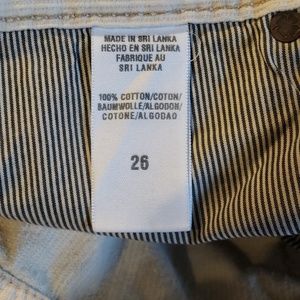 MADE IN SRI LANKA
HECHO EN SRI LANKA
FABRIQUE AU
SRI LANKA
100% COTTON/COTON/
BAUMWOLLE/ALGODON/
COTONE/ALGODAO
26